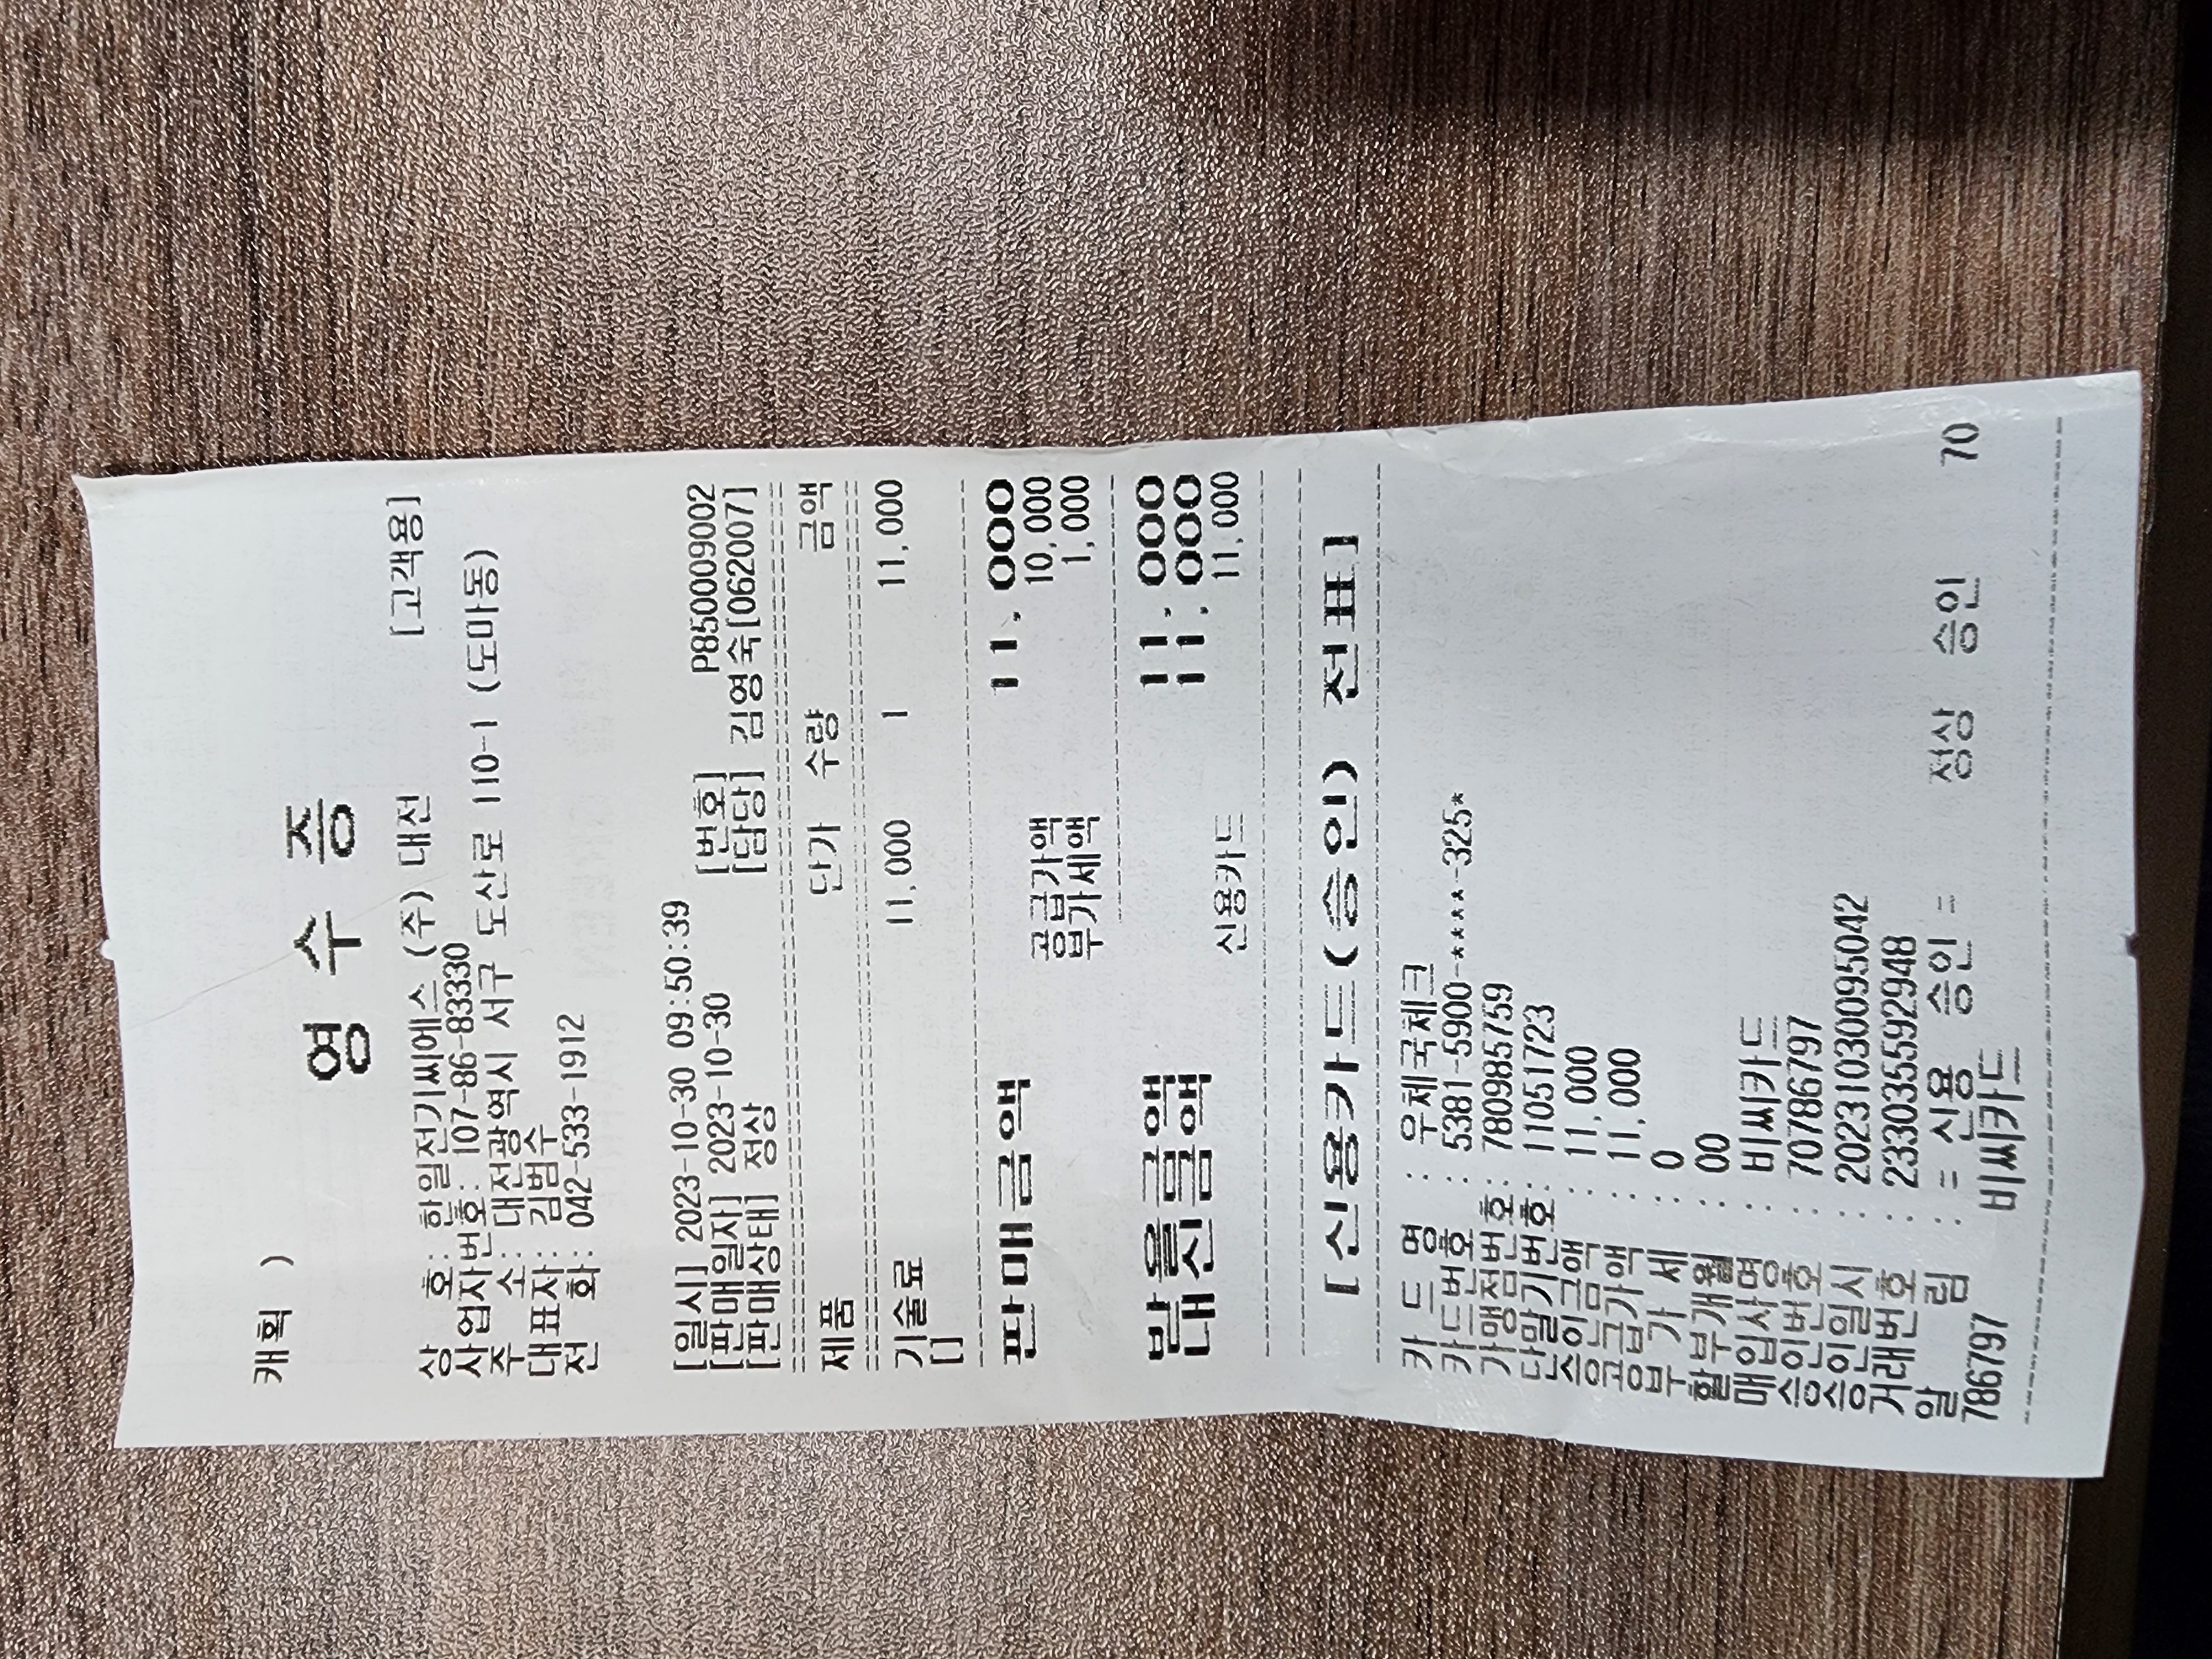 캐획 )
영 수 증
[고객용]
상 호: 한일전기씨에스 (주) 대전
사업자번호: 107-86-83330
주 소: 대전광역시 서구 도산로 110-1 (도마동)
대표자: 김범수
전 화: 042-533-1912
[일시] 2023-10-30 09:50:39
[판매일자] 2023-10-30 [번호] P8500009002
[판매상태] 정상 [담당] 김영숙[062007]
제품 단가 수량 금액
기술료 11,000 1 11,000
[]
판매금액 11,000
공급가액 10,000
부가세액 1,000
받을금액 11,000
내신금액 11,000
신용카드 11,000
[신용카드(승인) 전표]
카 드 명 : 우체국체크
카드번호 : 5381-5900-*****-325*
가맹점번호: 780985759
단말기번호: 110517​23
승인금액 : 11,000
공급가액 : 11,000
부 가 세 : 0
할부개월 : 00
매입사명 : 비씨카드
승인번호 : 70786797
승인일시 : 20231030095042
거래번호 : 233035592948
알 림 : = 신용 승인 = 정상 승인 70
786797 비씨카드